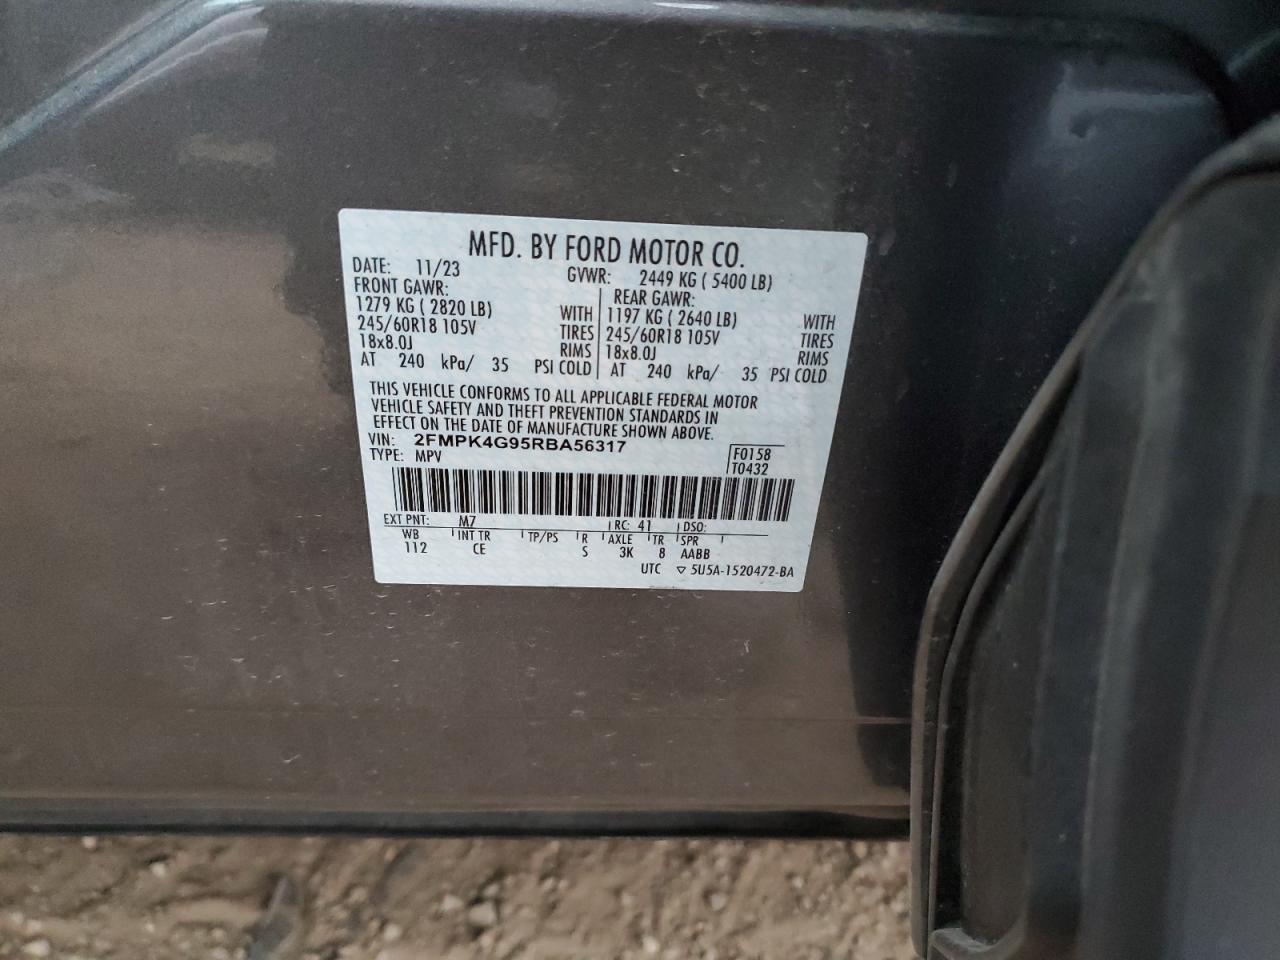 MFD. BY FORD MOTOR CO.
DATE: 11/23 GVWR: 2449 KG ( 5400 LB)
FRONT GAWR: REAR GAWR:
1279 KG ( 2820 LB) WITH 1197 KG ( 2640 LB) WITH
245/60R18 105V TIRES 245/60R18 105V TIRES
18x8.0J RIMS 18x8.0J RIMS
AT 240 kPa/ 35 PSI COLD AT 240 kPa/ 35 PSI COLD
THIS VEHICLE CONFORMS TO ALL APPLICABLE FEDERAL MOTOR
VEHICLE SAFETY AND THEFT PREVENTION STANDARDS IN
EFFECT ON THE DATE OF MANUFACTURE SHOWN ABOVE.
VIN: 2FMPK4G95RBA56317 F0158
TYPE: MPV T0432
EXT PNT: M7 RC: 41 DSO:
WB INT TR TP/PS R AXLE TR SPR
112 CE S 3K 8 AABB
UTC ▽ 5U5A-1520472-BA